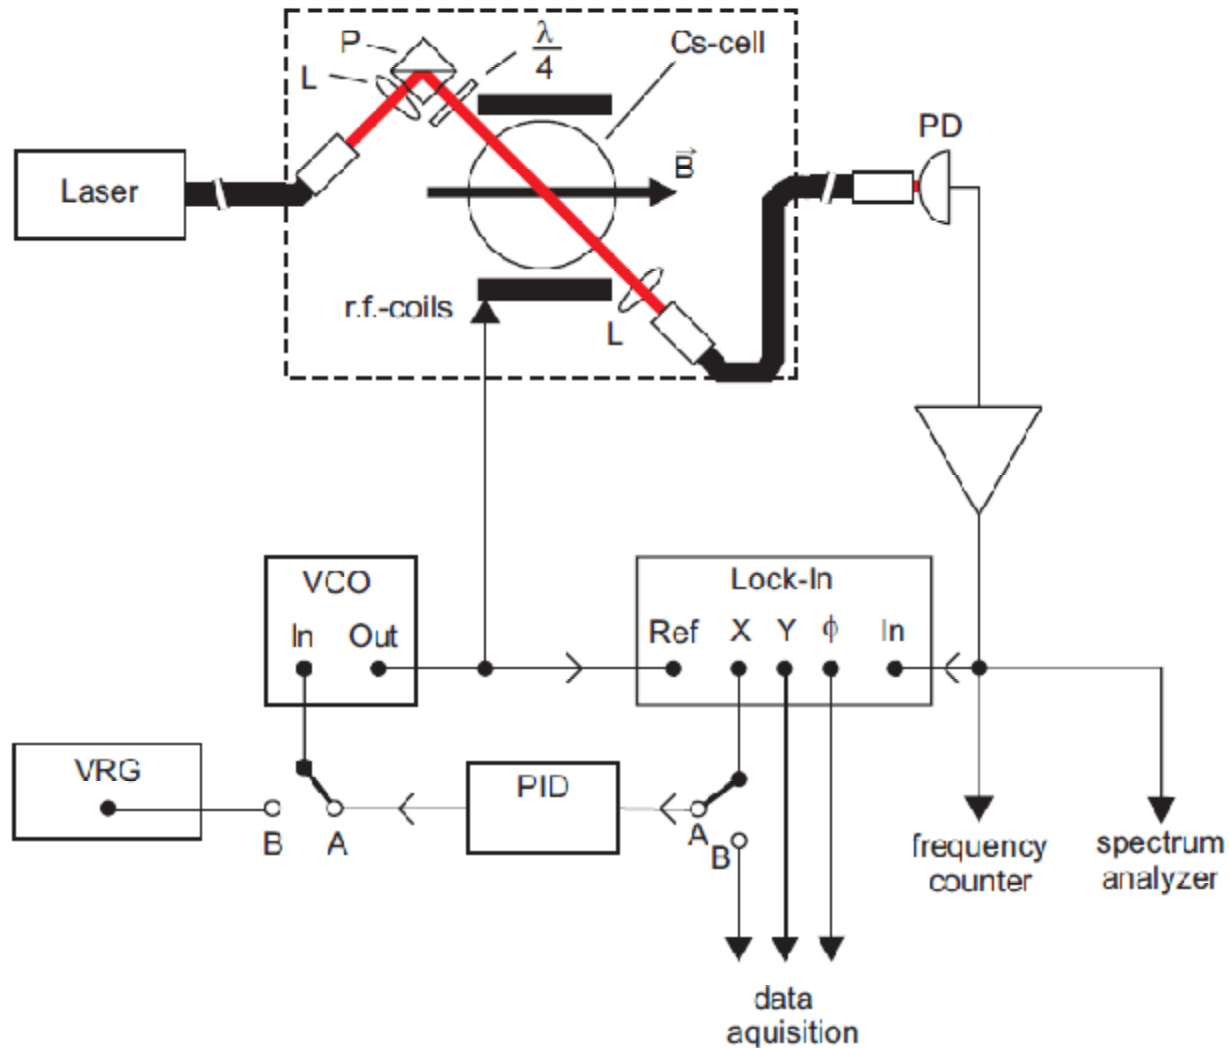 P
λ
4
Cs-cell
L
PD
Laser
B
r.f.-coils
L
VCO
Lock-In
In
Out
Ref
X
Y
ϕ
In
VRG
PID
B
A
A
B
frequency
counter
spectrum
analyzer
data
aquisition